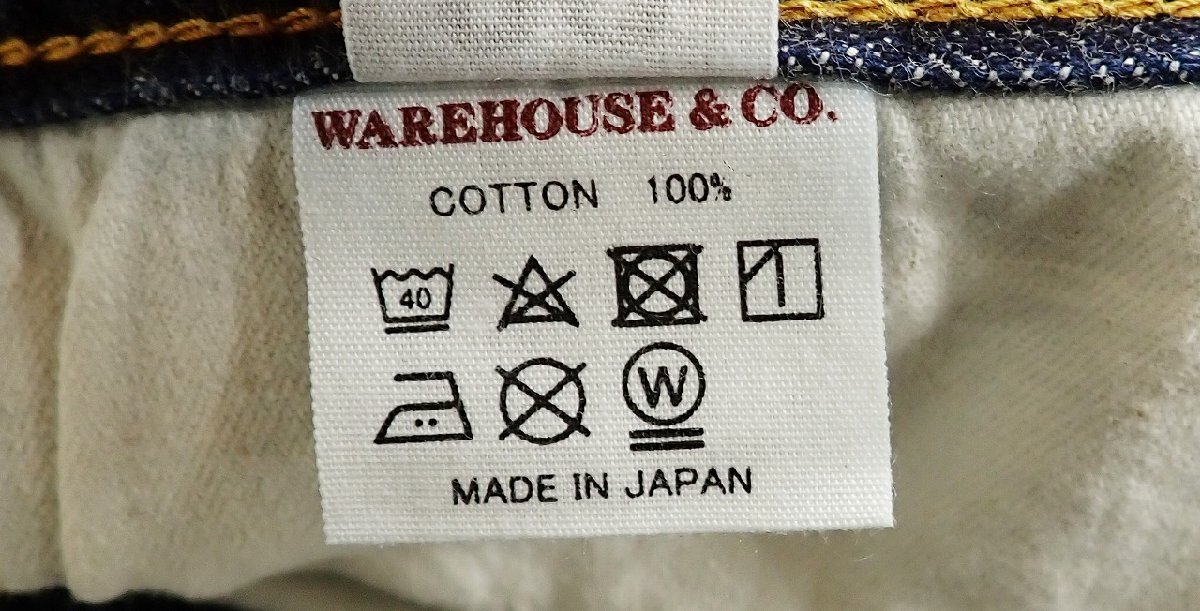 WAREHOUSE & CO.
COTTON 100%
40
W
MADE IN JAPAN